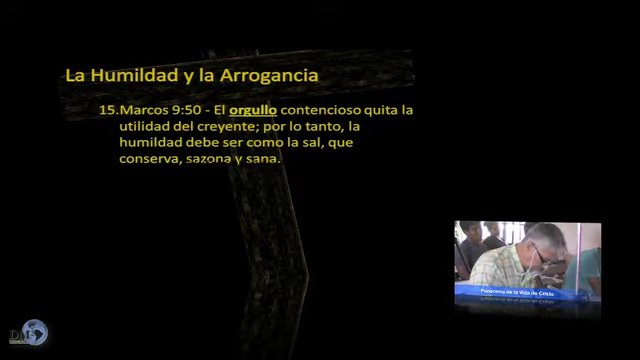 La Humildad y la Arrogancia
15. Marcos 9:50 - El orgullo contencioso quita la
utilidad del creyente; por lo tanto, la
humildad debe ser como la sal, que
conserva, sazona y sana.
Panorama de la Vida de Cristo
DM